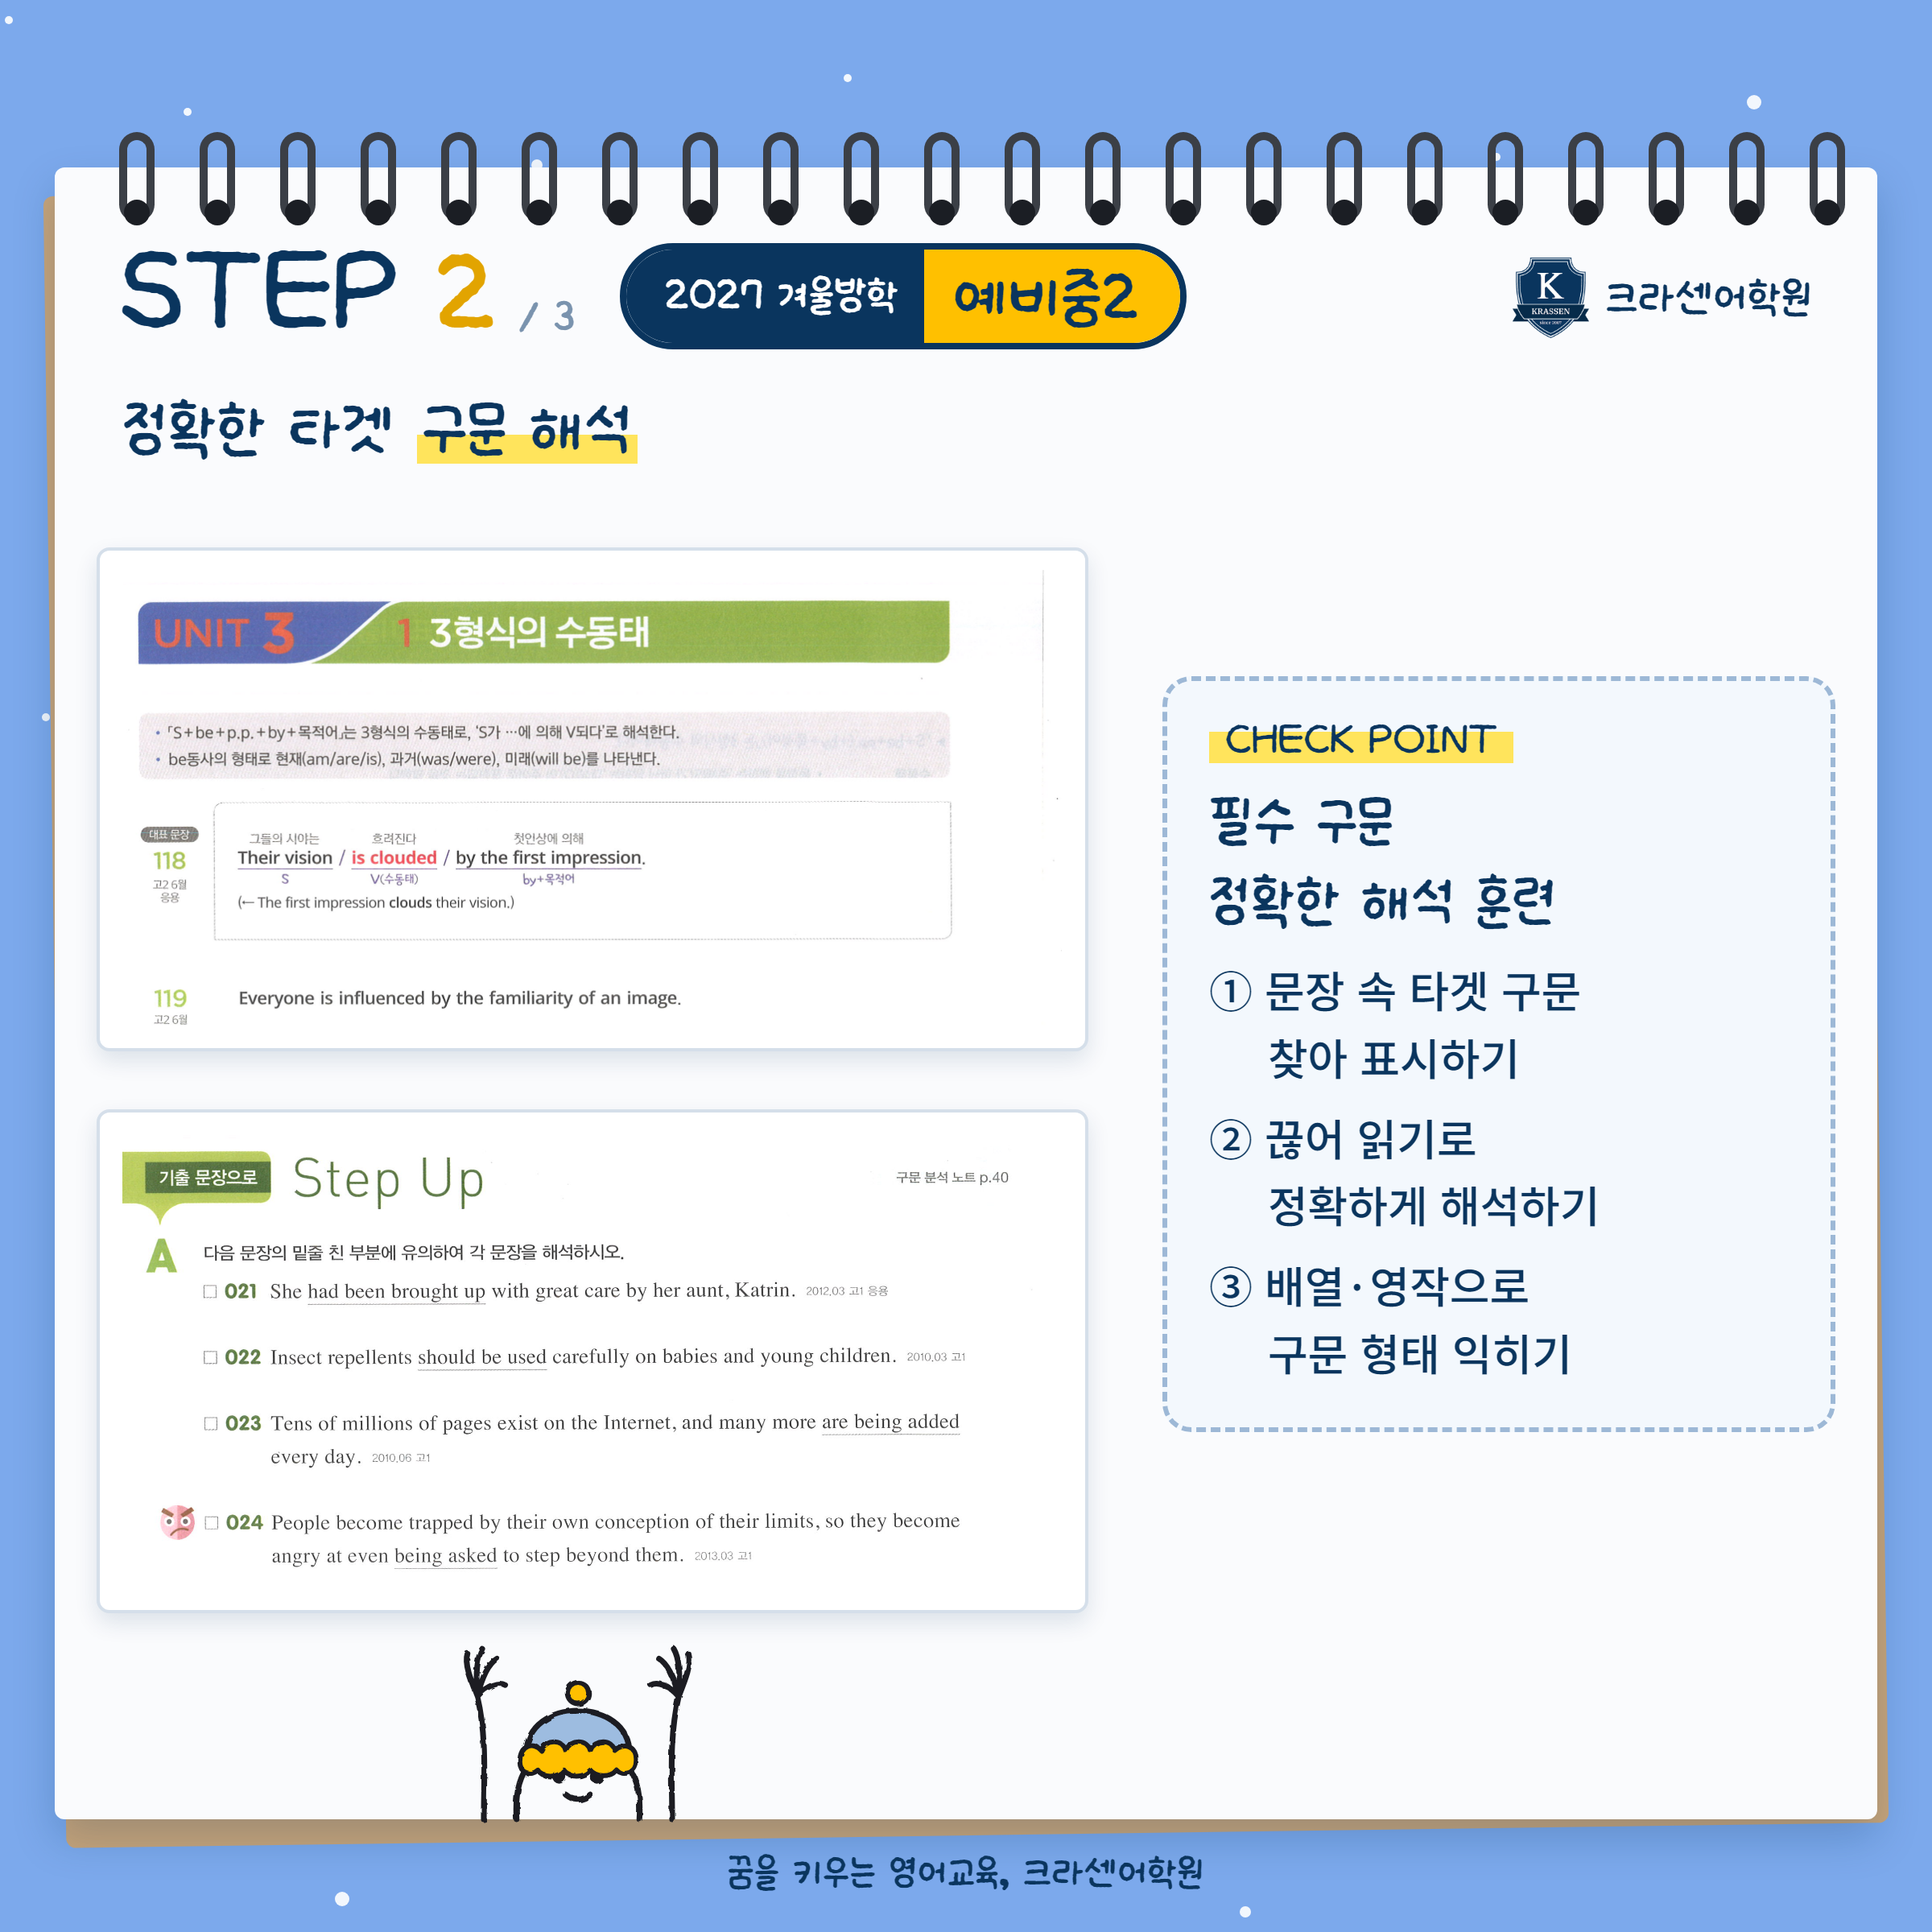 STEP 2 / 3
2027 겨울방학 예비중2
K
KRASSEN
since 2007
크라센어학원
정확한 타겟 구문 해석
UNIT 3 1 3형식의 수동태
• 「S+be+p.p.+by+목적어」는 3형식의 수동태로, 'S가 …에 의해 V되다'로 해석한다.
• be동사의 형태로 현재(am/are/is), 과거(was/were), 미래(will be)를 나타낸다.
대표 문장
118
고2 6월
응용
그들의 시야는 흐려진다 첫인상에 의해
Their vision / is clouded / by the first impression.
S V(수동태) by+목적어
(← The first impression clouds their vision.)
119
고2 6월
Everyone is influenced by the familiarity of an image.
기출 문장으로 Step Up 구문 분석 노트 p.40
A 다음 문장의 밑줄 친 부분에 유의하여 각 문장을 해석하시오.
□ 021 She had been brought up with great care by her aunt, Katrin. 2012.03 고1 응용
□ 022 Insect repellents should be used carefully on babies and young children. 2010.03 고1
□ 023 Tens of millions of pages exist on the Internet, and many more are being added
every day. 2010.06 고1
□ 024 People become trapped by their own conception of their limits, so they become
angry at even being asked to step beyond them. 2013.03 고1
CHECK POINT
필수 구문
정확한 해석 훈련
① 문장 속 타겟 구문
찾아 표시하기
② 끊어 읽기로
정확하게 해석하기
③ 배열·영작으로
구문 형태 익히기
꿈을 키우는 영어교육, 크라센어학원